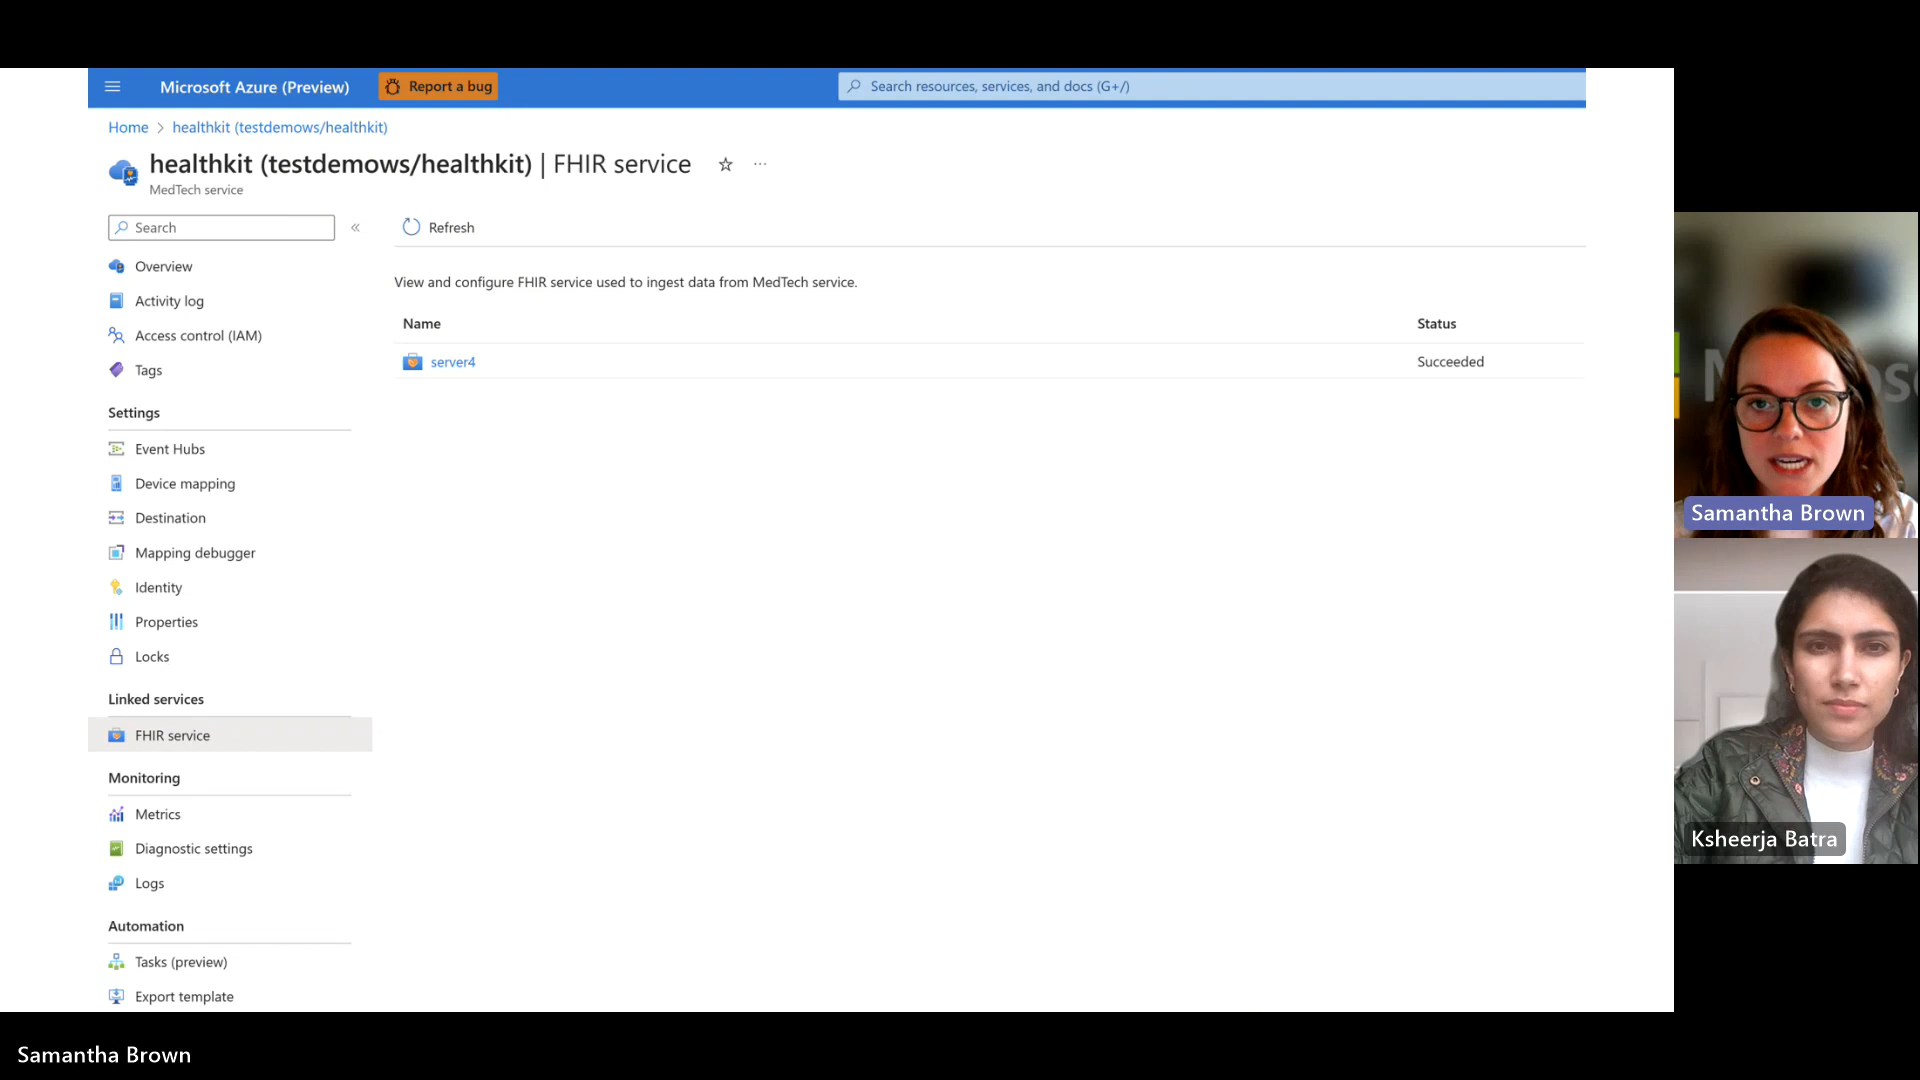 Microsoft Azure (Preview)
Report a bug
Search resources, services, and docs (G+/)
Home > healthkit (testdemows/healthkit)
healthkit (testdemows/healthkit) | FHIR service
MedTech service
Search
Refresh
Overview
Activity log
Access control (IAM)
Tags
Settings
Event Hubs
Device mapping
Destination
Mapping debugger
Identity
Properties
Locks
Linked services
FHIR service
Monitoring
Metrics
Diagnostic settings
Logs
Automation
Tasks (preview)
Export template
View and configure FHIR service used to ingest data from MedTech service.
Name Status
server4 Succeeded
Samantha Brown
Ksheerja Batra
Samantha Brown